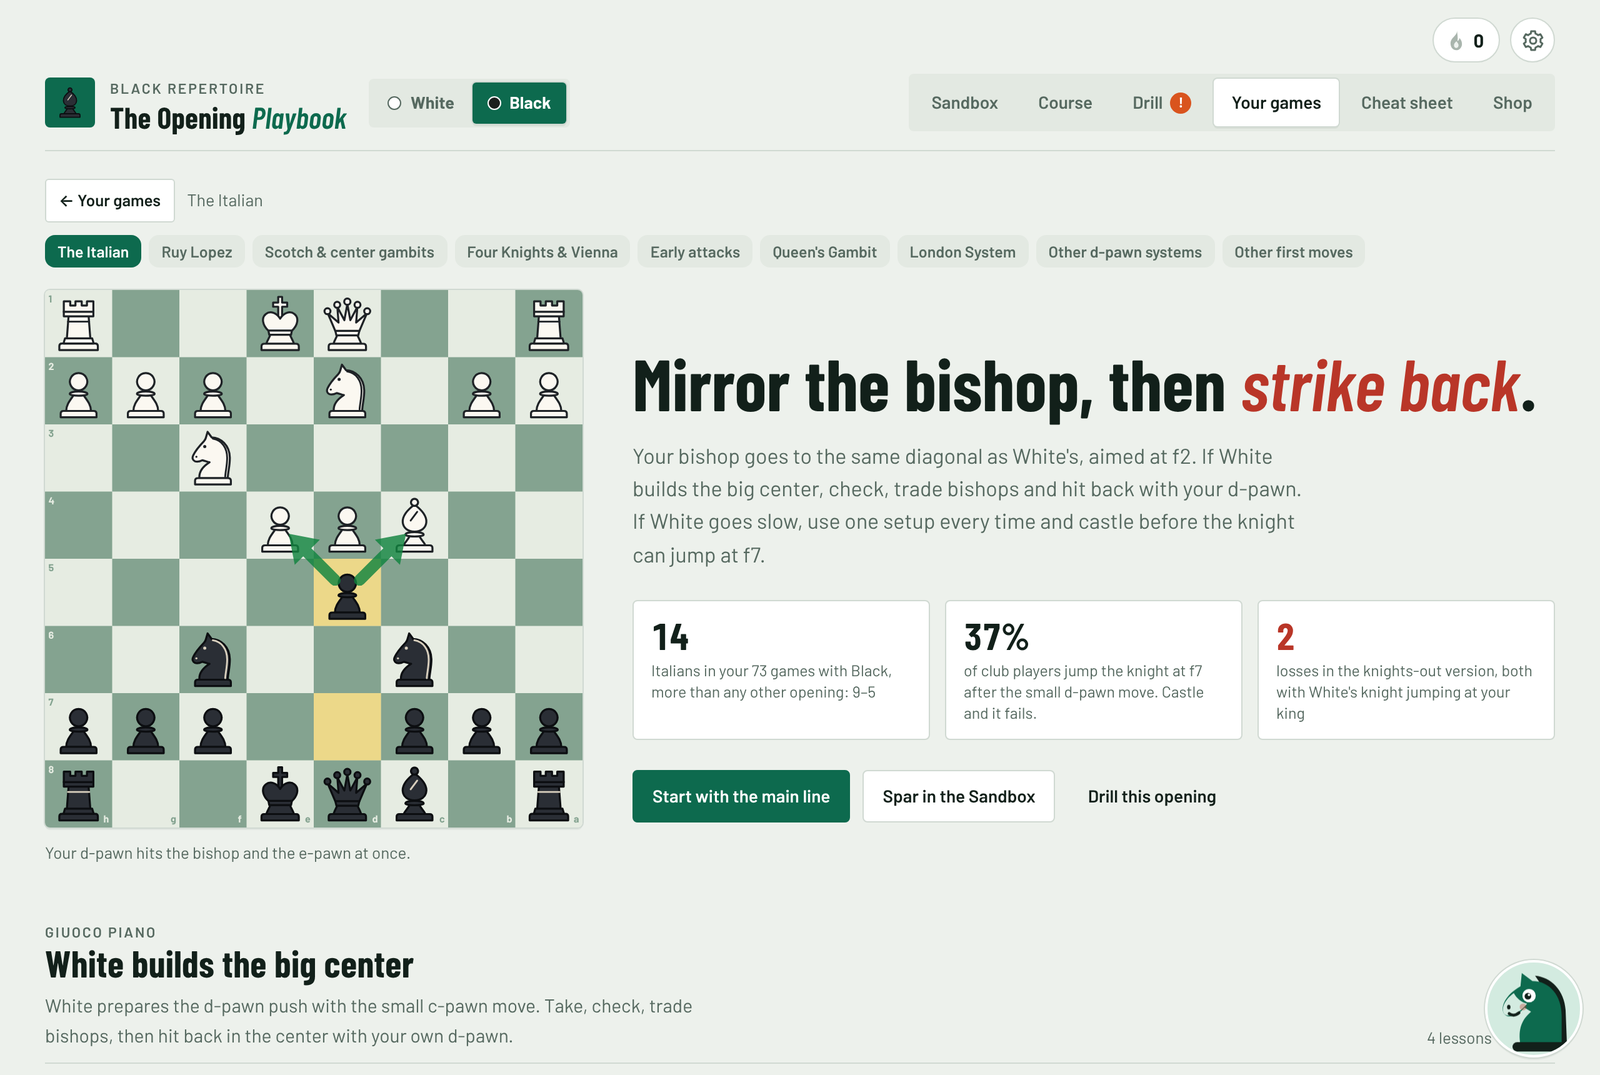 0
BLACK REPERTOIRE
The Opening Playbook
White
Black
Sandbox
Course
Drill !
Your games
Cheat sheet
Shop
← Your games
The Italian
The Italian
Ruy Lopez
Scotch & center gambits
Four Knights & Vienna
Early attacks
Queen's Gambit
London System
Other d-pawn systems
Other first moves
1
2
3
4
5
6
7
8
h
g
f
e
d
c
b
a
Your d-pawn hits the bishop and the e-pawn at once.
Mirror the bishop, then strike back.
Your bishop goes to the same diagonal as White's, aimed at f2. If White
builds the big center, check, trade bishops and hit back with your d-pawn.
If White goes slow, use one setup every time and castle before the knight
can jump at f7.
14
Italians in your 73 games with Black,
more than any other opening: 9–5
37%
of club players jump the knight at f7
after the small d-pawn move. Castle
and it fails.
2
losses in the knights-out version, both
with White's knight jumping at your
king
Start with the main line
Spar in the Sandbox
Drill this opening
GIUOCO PIANO
White builds the big center
White prepares the d-pawn push with the small c-pawn move. Take, check, trade
bishops, then hit back in the center with your own d-pawn.
4 lessons